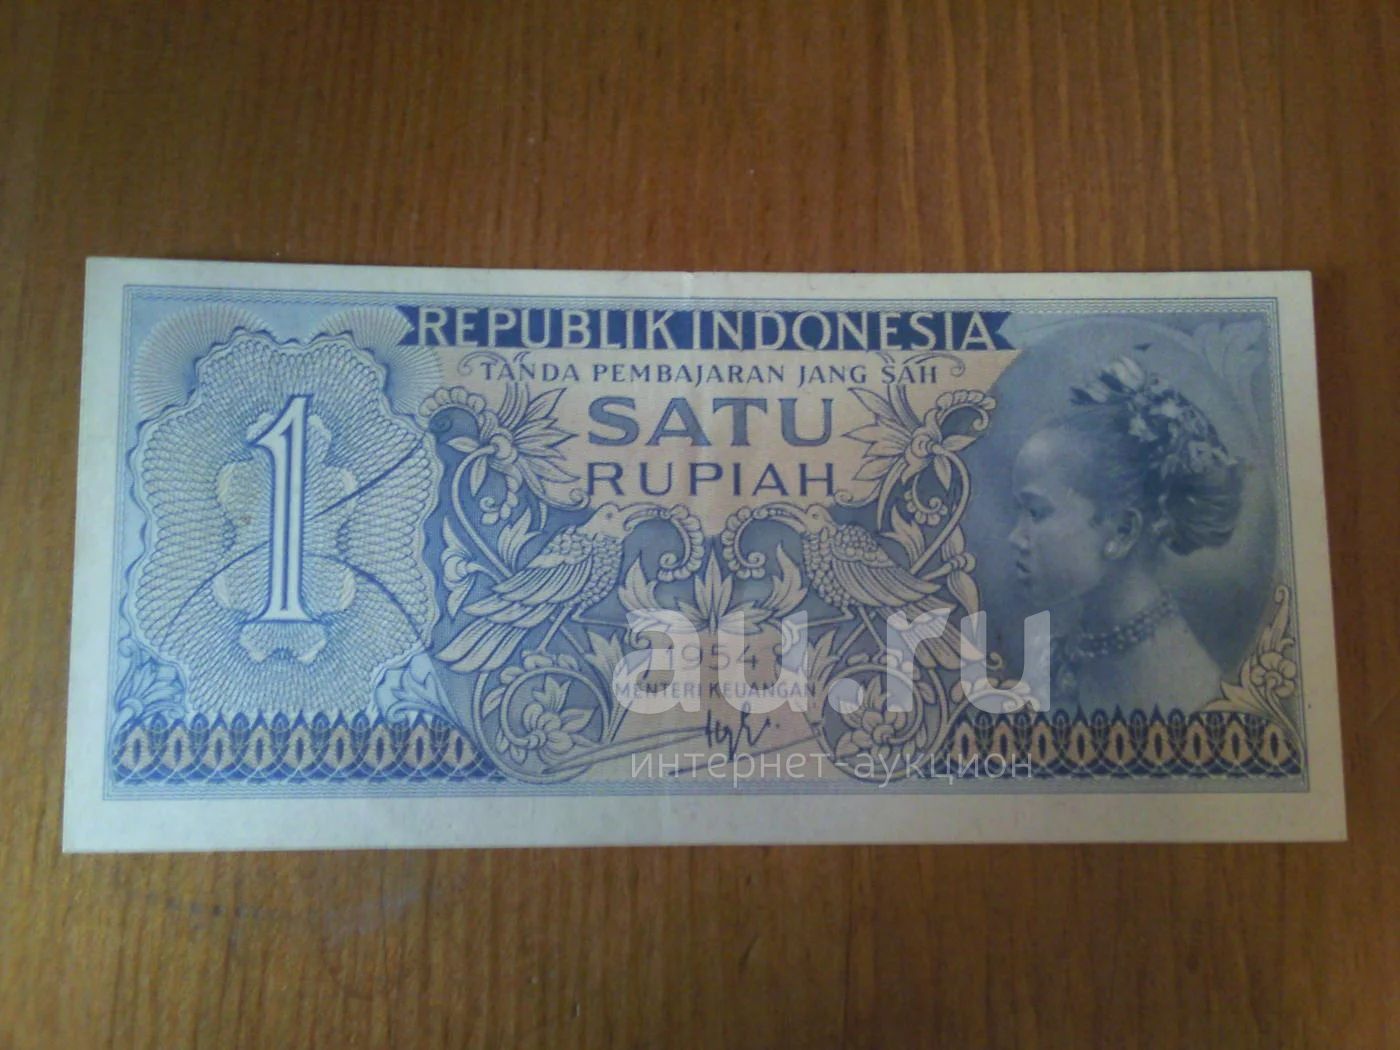 REPUBLIK INDONESIA
TANDA PEMBAJARAN JANG SAH
SATU
RUPIAH
1
1954
MENTERI KEUANGAN
au.ru
интернет-аукцион